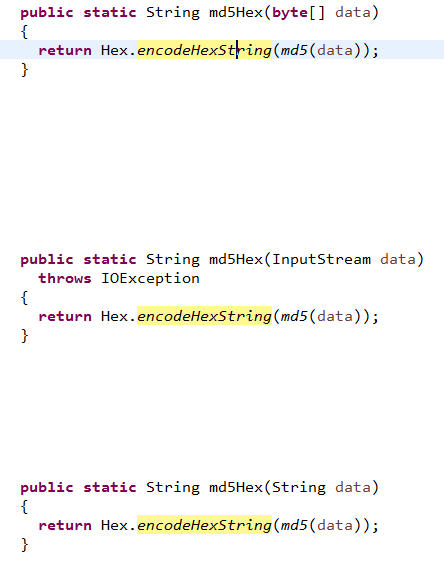 public static String md5Hex(byte[] data)
{
  return Hex.encodeHexString(md5(data));
}
public static String md5Hex(InputStream data)
  throws IOException
{
  return Hex.encodeHexString(md5(data));
}
public static String md5Hex(String data)
{
  return Hex.encodeHexString(md5(data));
}